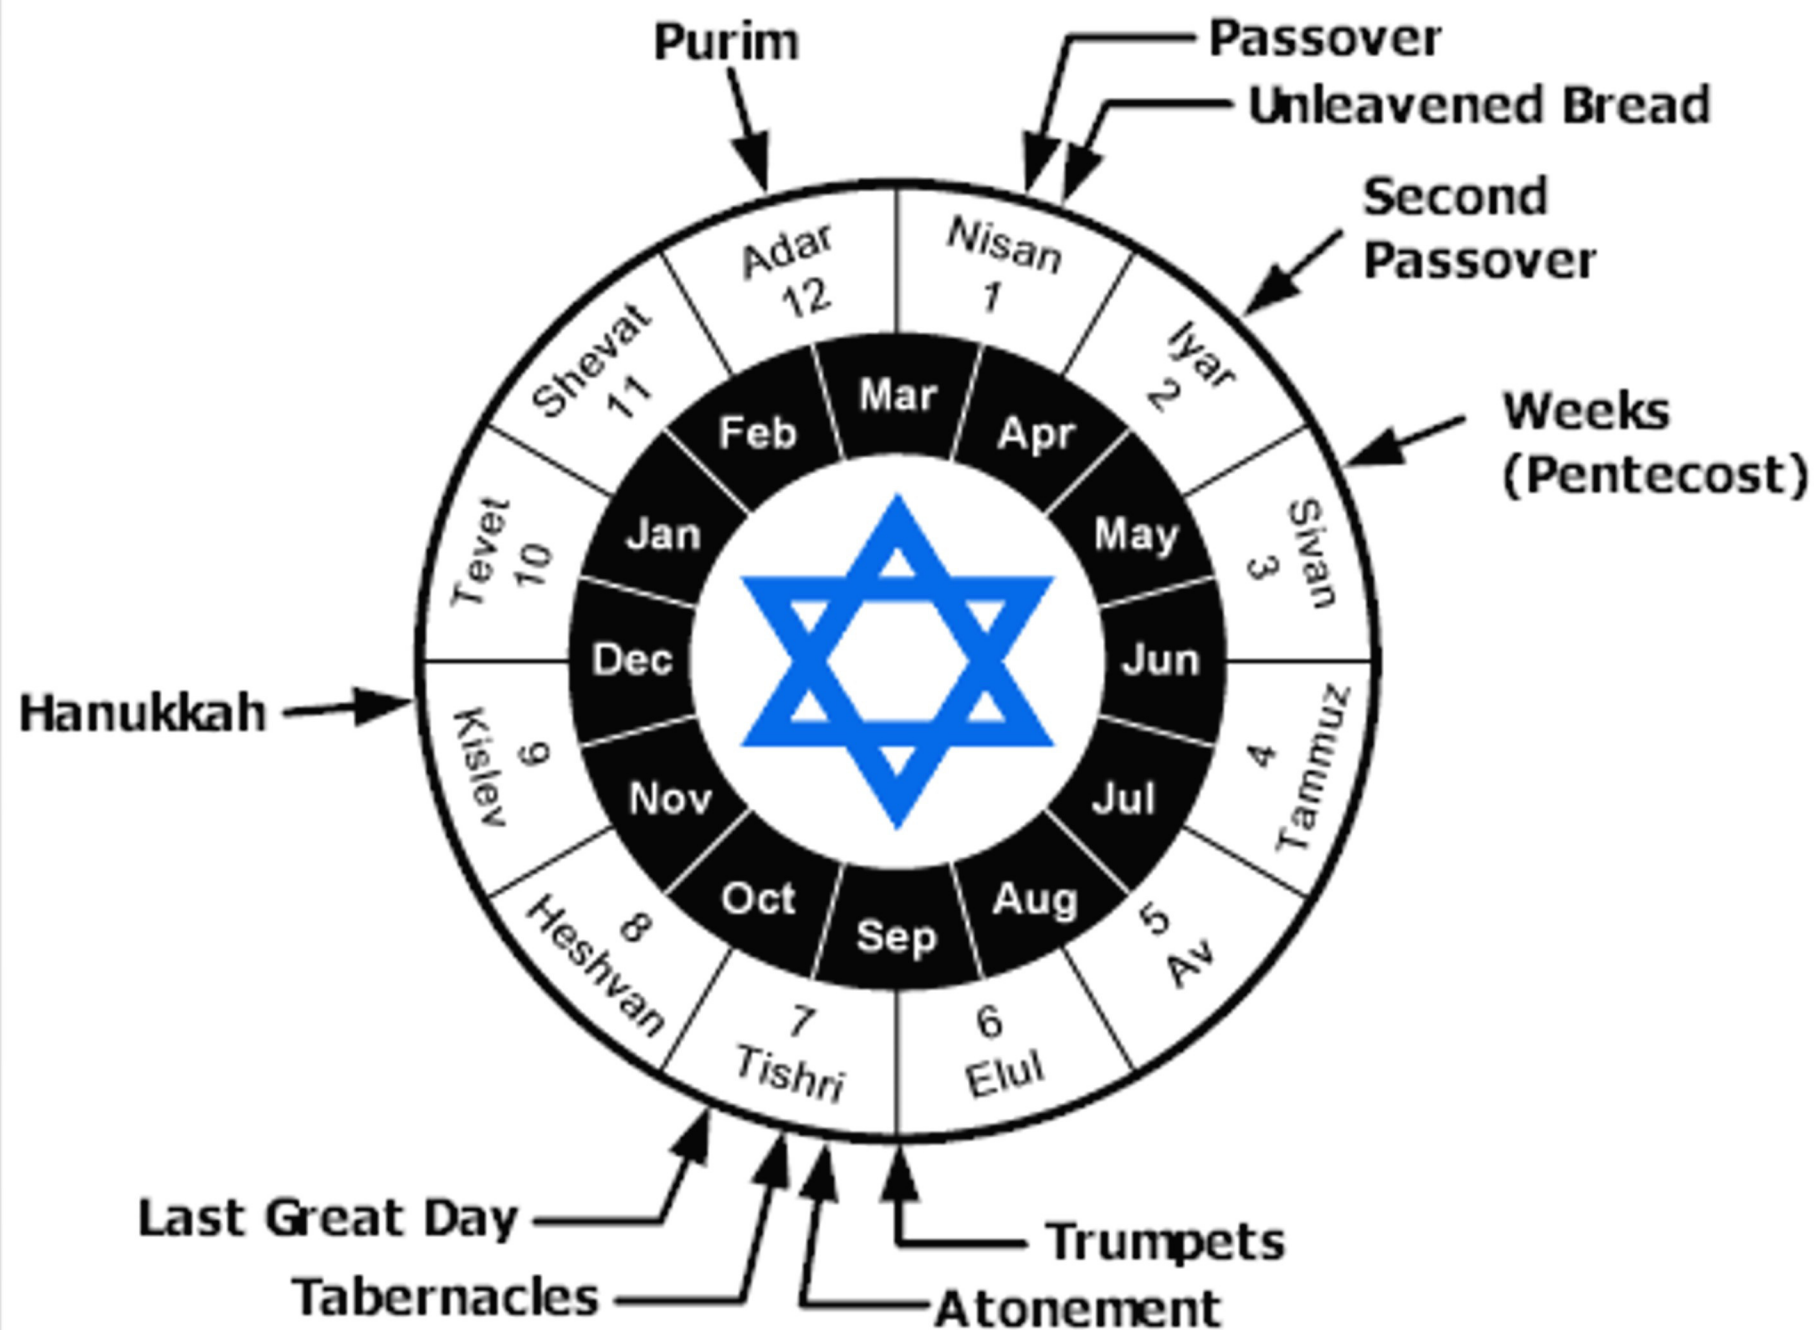 Purim
Passover
Unleavened Bread
Second
Passover
Weeks
(Pentecost)
Nisan
1
Iyar
2
Sivan
3
Tammuz
4
Av
5
Elul
6
Tishri
7
Heshvan
8
Kislev
9
Tevet
10
Shevat
11
Adar
12
Mar
Apr
May
Jun
Jul
Aug
Sep
Oct
Nov
Dec
Jan
Feb
Hanukkah
Last Great Day
Tabernacles
Trumpets
Atonement